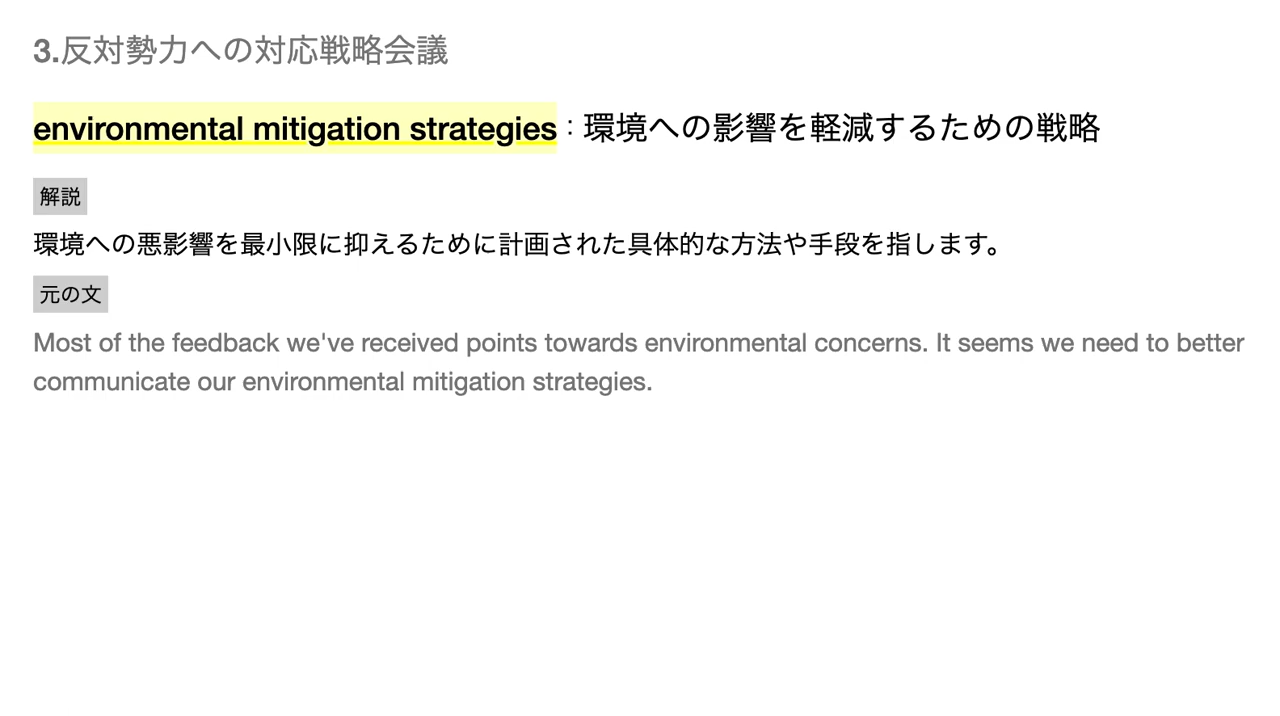 3.反対勢力への対応戦略会議
environmental mitigation strategies：環境への影響を軽減するための戦略
解説
環境への悪影響を最小限に抑えるために計画された具体的な方法や手段を指します。
元の文
Most of the feedback we've received points towards environmental concerns. It seems we need to better
communicate our environmental mitigation strategies.